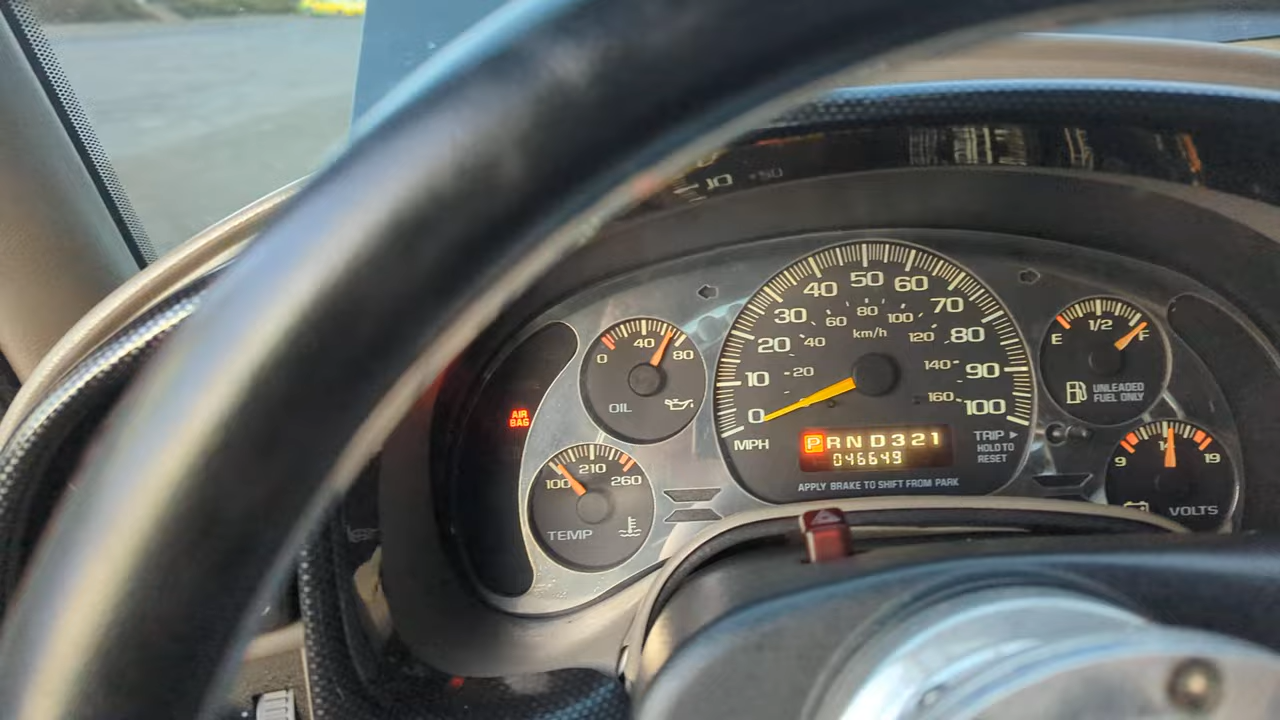 10 +50
0 40 80
OIL
AIR
BAG
100 210 260
TEMP
0 10 20 30 40 50 60 70 80 90 100
20 40 60 80 100 120 140 160
km/h
MPH
PRND321
046649
TRIP ▸
HOLD TO
RESET
APPLY BRAKE TO SHIFT FROM PARK
E 1/2 F
UNLEADED
FUEL ONLY
9 14 19
VOLTS